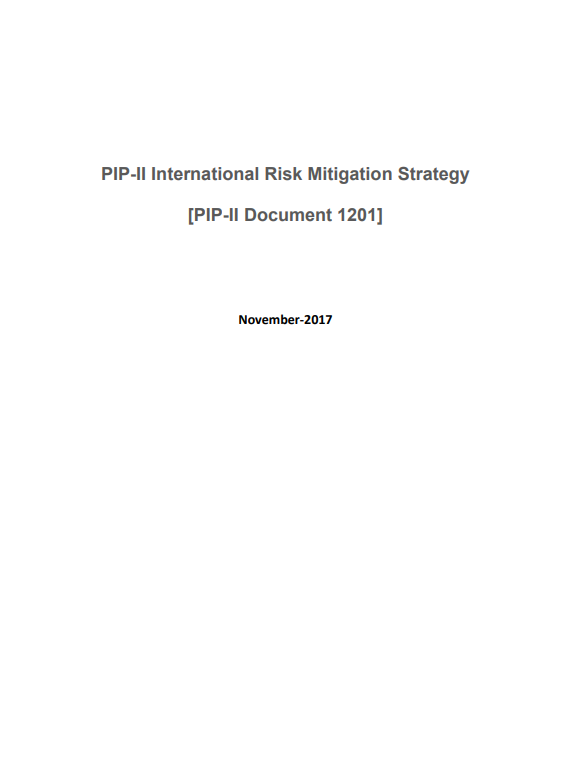 PIP-II International Risk Mitigation Strategy
[PIP-II Document 1201]
November-2017